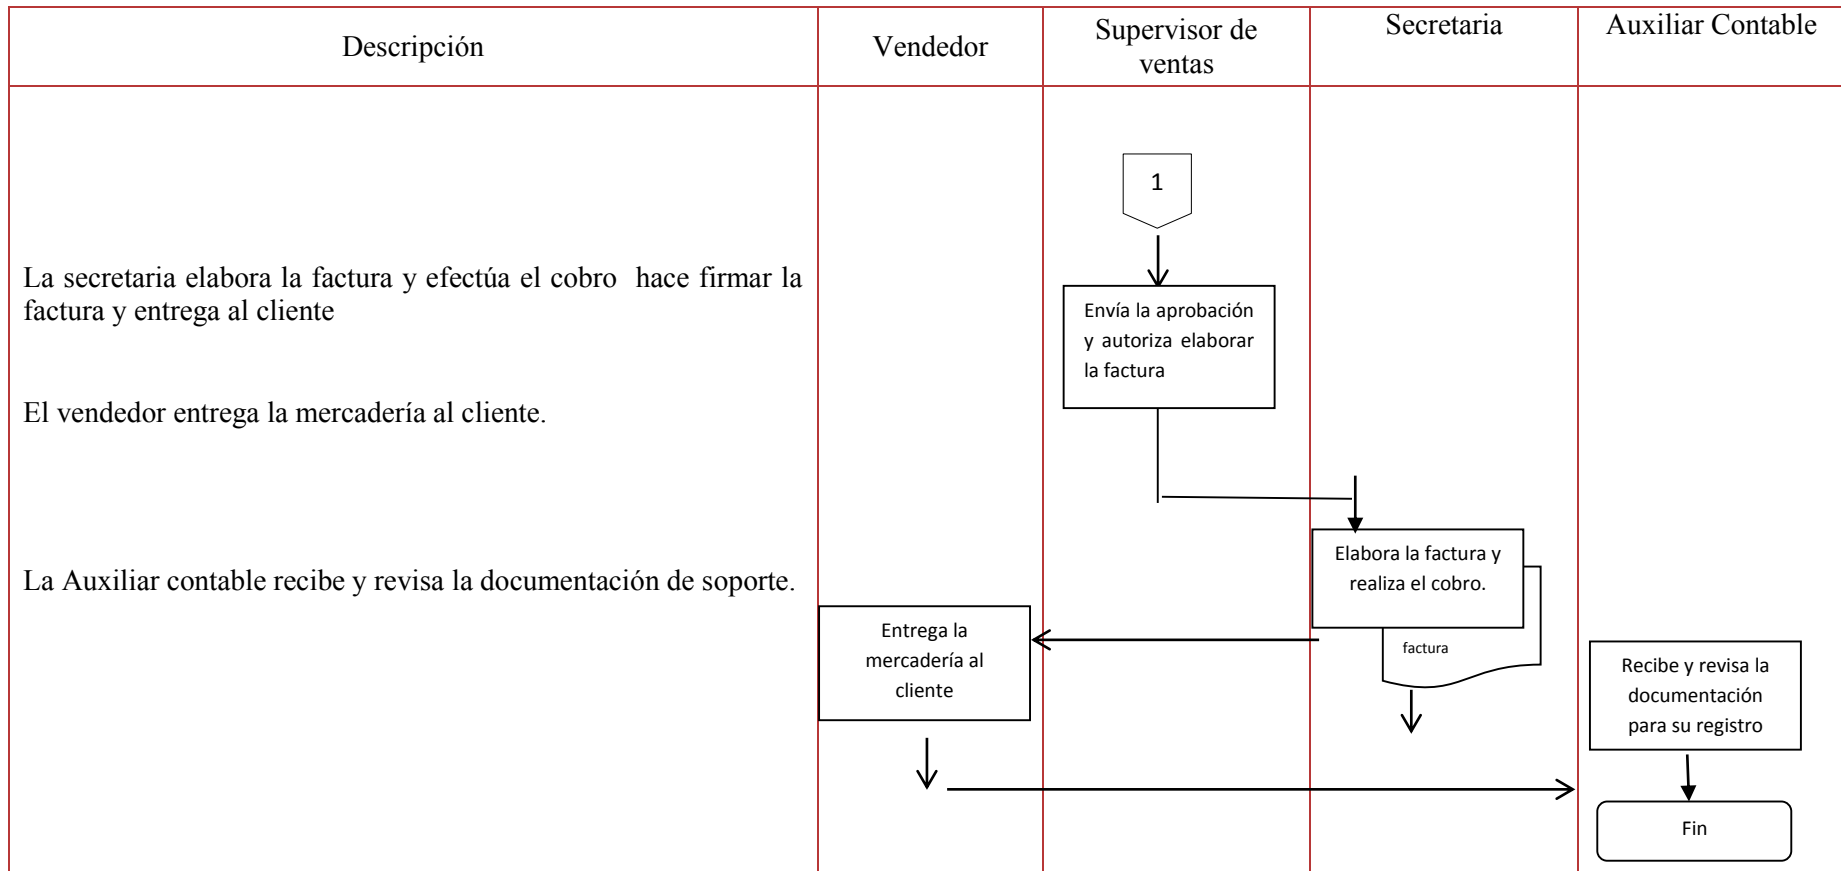 Descripción
Vendedor
Supervisor de
ventas
Secretaria
Auxiliar Contable
La secretaria elabora la factura y efectúa el cobro  hace firmar la
factura y entrega al cliente
El vendedor entrega la mercadería al cliente.
La Auxiliar contable recibe y revisa la documentación de soporte.
1
Envía la aprobación
y autoriza elaborar
la factura
Elabora la factura y
realiza el cobro.
factura
Entrega la
mercadería al
cliente
Recibe y revisa la
documentación
para su registro
Fin